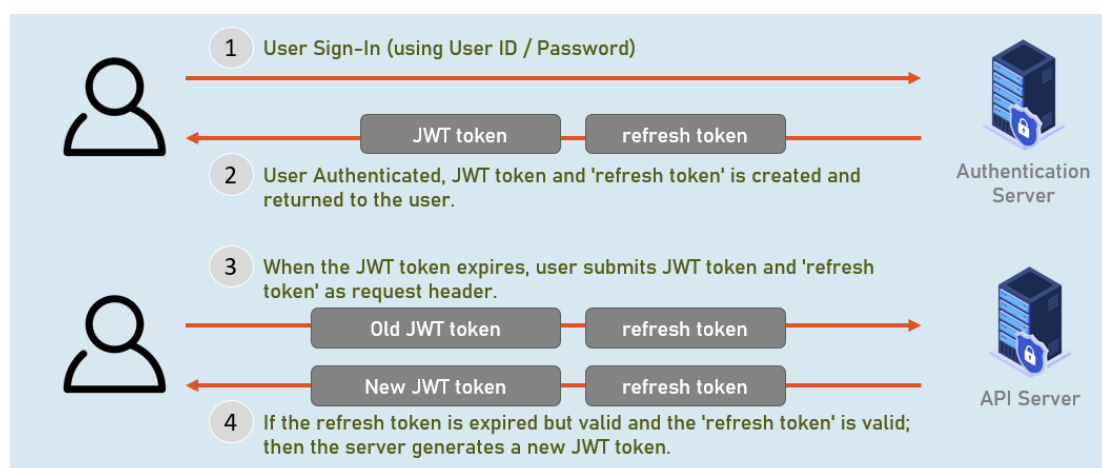 1
User Sign-In (using User ID / Password)
JWT token
refresh token
2
User Authenticated, JWT token and 'refresh token' is created and
returned to the user.
Authentication
Server
3
When the JWT token expires, user submits JWT token and 'refresh
token' as request header.
Old JWT token
refresh token
New JWT token
refresh token
API Server
4
If the refresh token is expired but valid and the 'refresh token' is valid;
then the server generates a new JWT token.